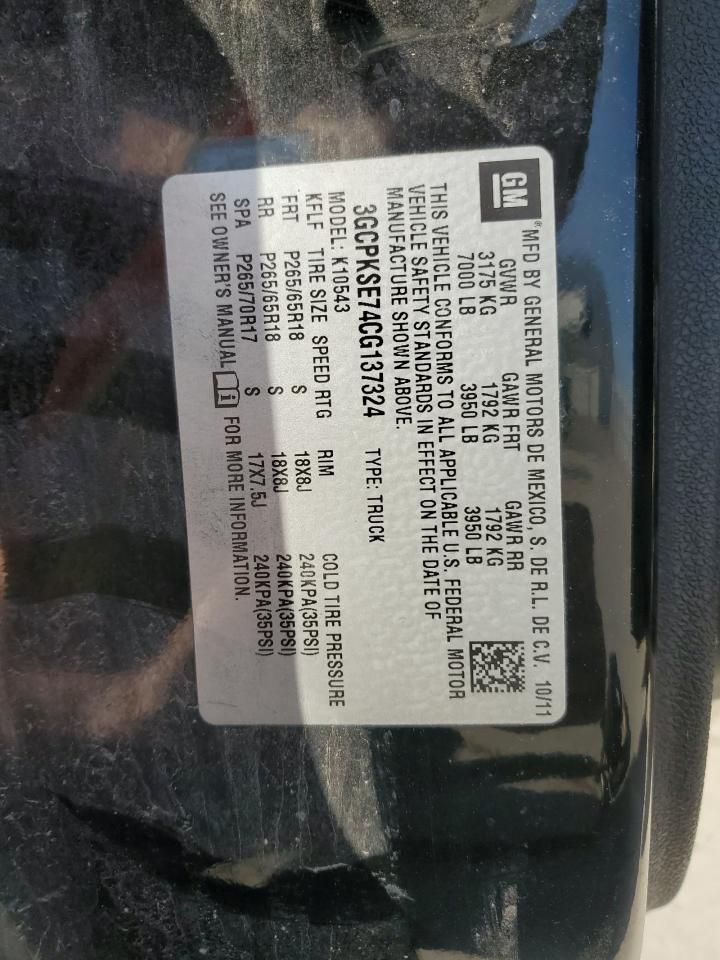 GM ® MFD BY GENERAL MOTORS DE MEXICO, S. DE R.L. DE C.V. 10/11
GVWR GAWR FRT GAWR RR
3175 KG 1792 KG 1792 KG
7000 LB 3950 LB 3950 LB
THIS VEHICLE CONFORMS TO ALL APPLICABLE U.S. FEDERAL MOTOR
VEHICLE SAFETY STANDARDS IN EFFECT ON THE DATE OF
MANUFACTURE SHOWN ABOVE.
3GCPKSE74CG137324 TYPE: TRUCK
MODEL: K10543
KFLF TIRE SIZE SPEED RTG RIM COLD TIRE PRESSURE
FRT P265/65R18 S 18X8J 240KPA(35PSI)
RR P265/65R18 S 18X8J 240KPA(35PSI)
SPA P265/70R17 S 17X7.5J 240KPA(35PSI)
SEE OWNER'S MANUAL i FOR MORE INFORMATION.